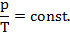 p/T = const.